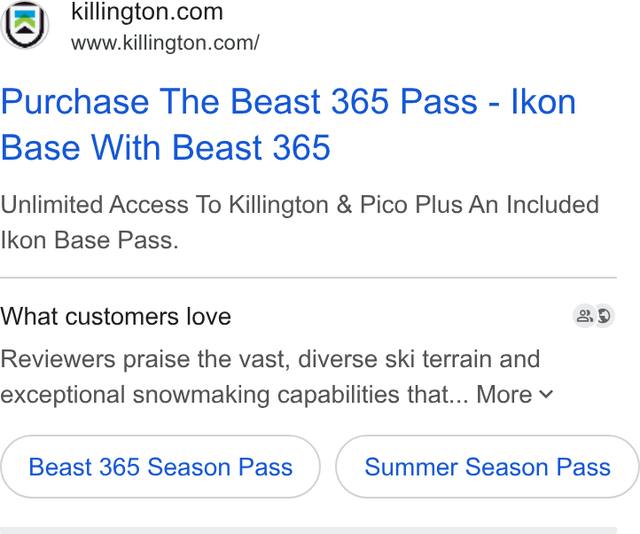 killington.com
www.killington.com/
Purchase The Beast 365 Pass - Ikon
Base With Beast 365
Unlimited Access To Killington & Pico Plus An Included
Ikon Base Pass.
What customers love
Reviewers praise the vast, diverse ski terrain and
exceptional snowmaking capabilities that... More
Beast 365 Season Pass
Summer Season Pass